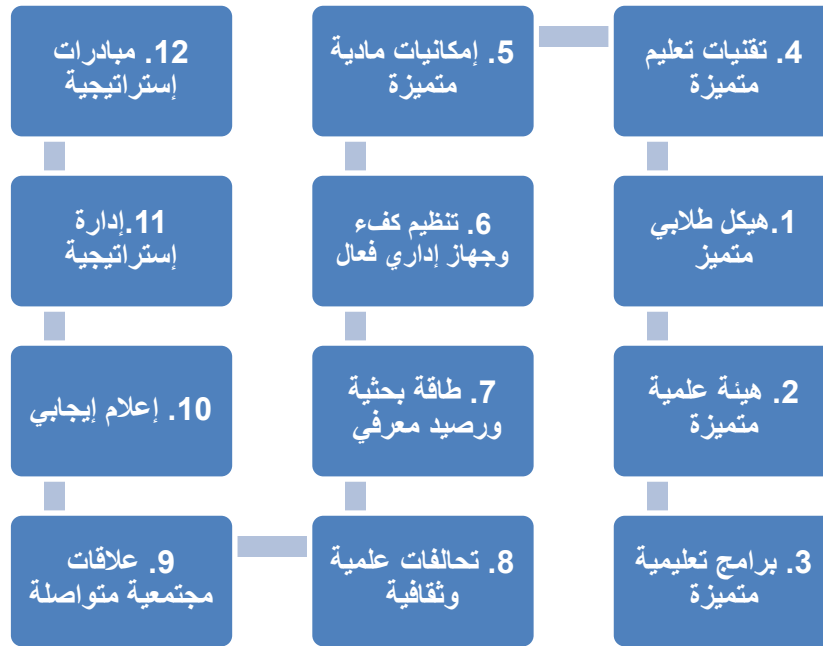 4. تقنيات تعليم
متميزة
1.هيكل طلابي
متميز
2. هيئة علمية
متميزة
3. برامج تعليمية
متميزة
5. إمكانيات مادية
متميزة
6. تنظيم كفء
وجهاز إداري فعال
7. طاقة بحثية
ورصيد معرفي
8. تحالفات علمية
وثقافية
12. مبادرات
إستراتيجية
11.إدارة
إستراتيجية
10. إعلام إيجابي
9. علاقات
مجتمعية متواصلة